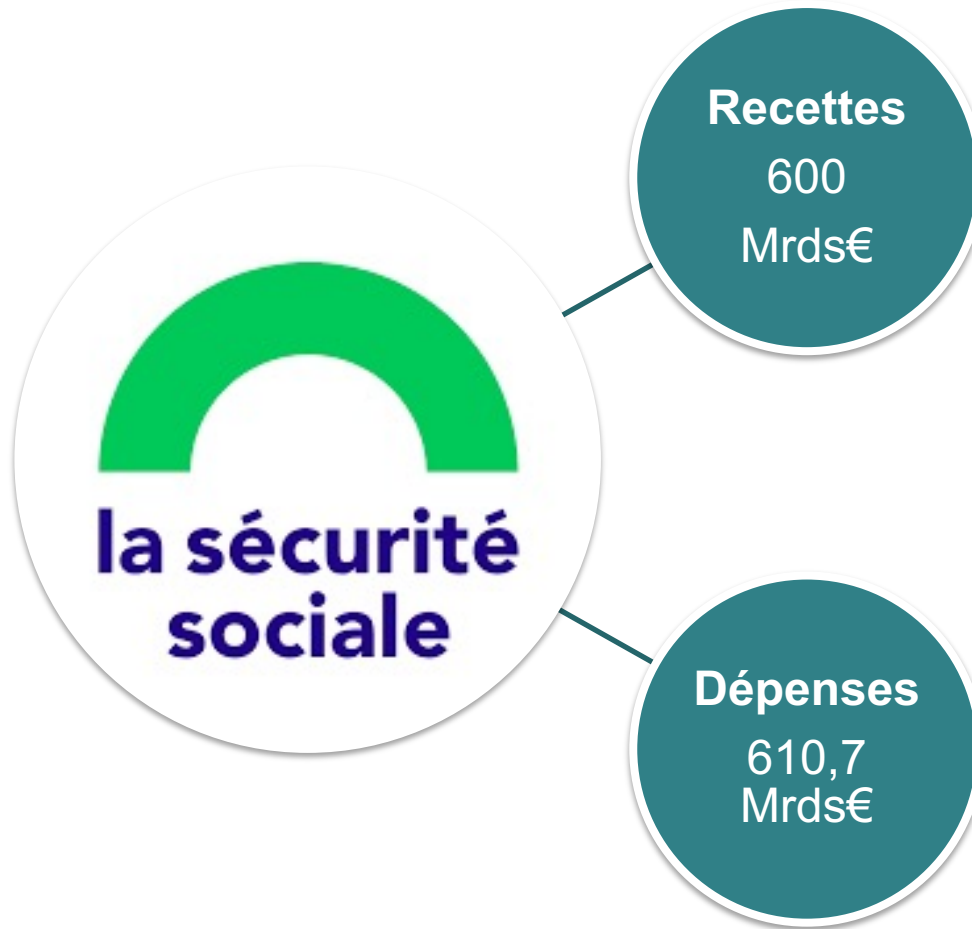 Recettes
600
Mrds€
la sécurité
sociale
Dépenses
610,7
Mrds€